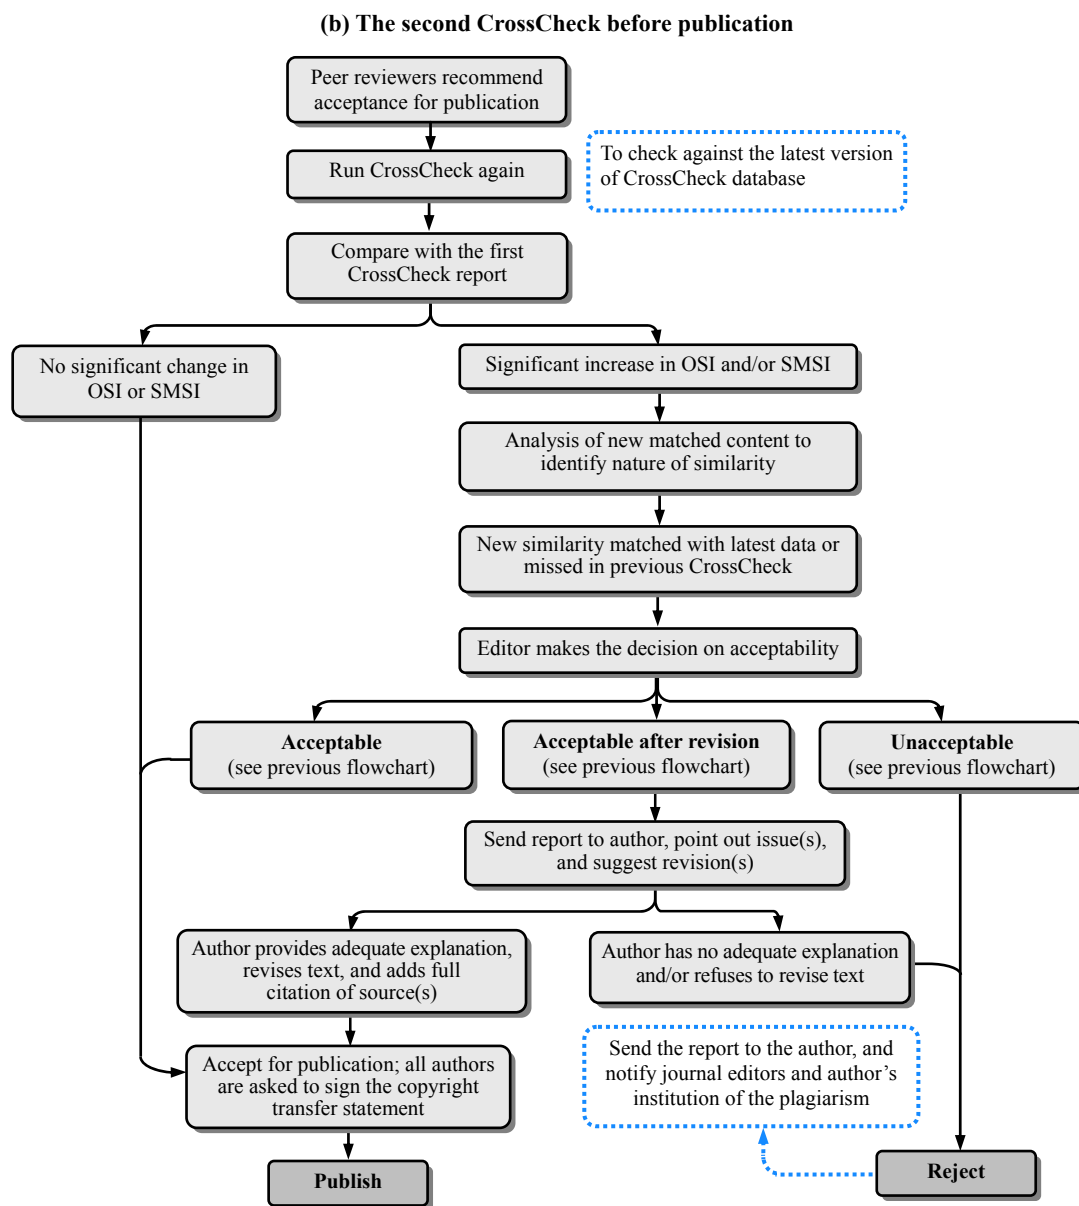 (b) The second CrossCheck before publication
Peer reviewers recommend
acceptance for publication
To check against the latest version
of CrossCheck database
Run CrossCheck again
Compare with the first
CrossCheck report
No significant change in
OSI or SMSI
Significant increase in OSI and/or SMSI
Analysis of new matched content to
identify nature of similarity
New similarity matched with latest data or
missed in previous CrossCheck
Editor makes the decision on acceptability
Acceptable
(see previous flowchart)
Acceptable after revision
(see previous flowchart)
Unacceptable
(see previous flowchart)
Send report to author, point out issue(s),
and suggest revision(s)
Author provides adequate explanation,
revises text, and adds full
citation of source(s)
Author has no adequate explanation
and/or refuses to revise text
Accept for publication; all authors
are asked to sign the copyright
transfer statement
Send the report to the author, and
notify journal editors and author’s
institution of the plagiarism
Publish
Reject